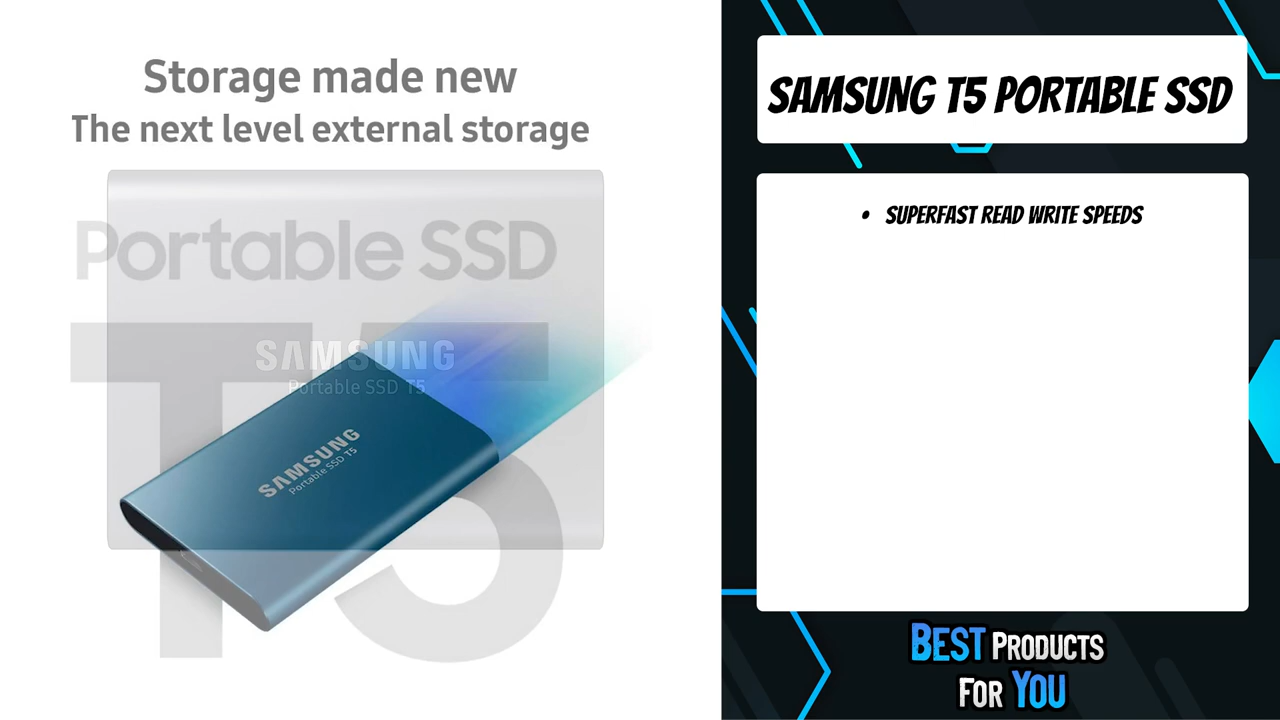 Storage made new
The next level external storage
Portable SSD
T5
SAMSUNG
Portable SSD T5
SAMSUNG
Portable SSD T5
SAMSUNG T5 PORTABLE SSD
• SUPERFAST READ WRITE SPEEDS
BEST PRODUCTS
FOR YOU